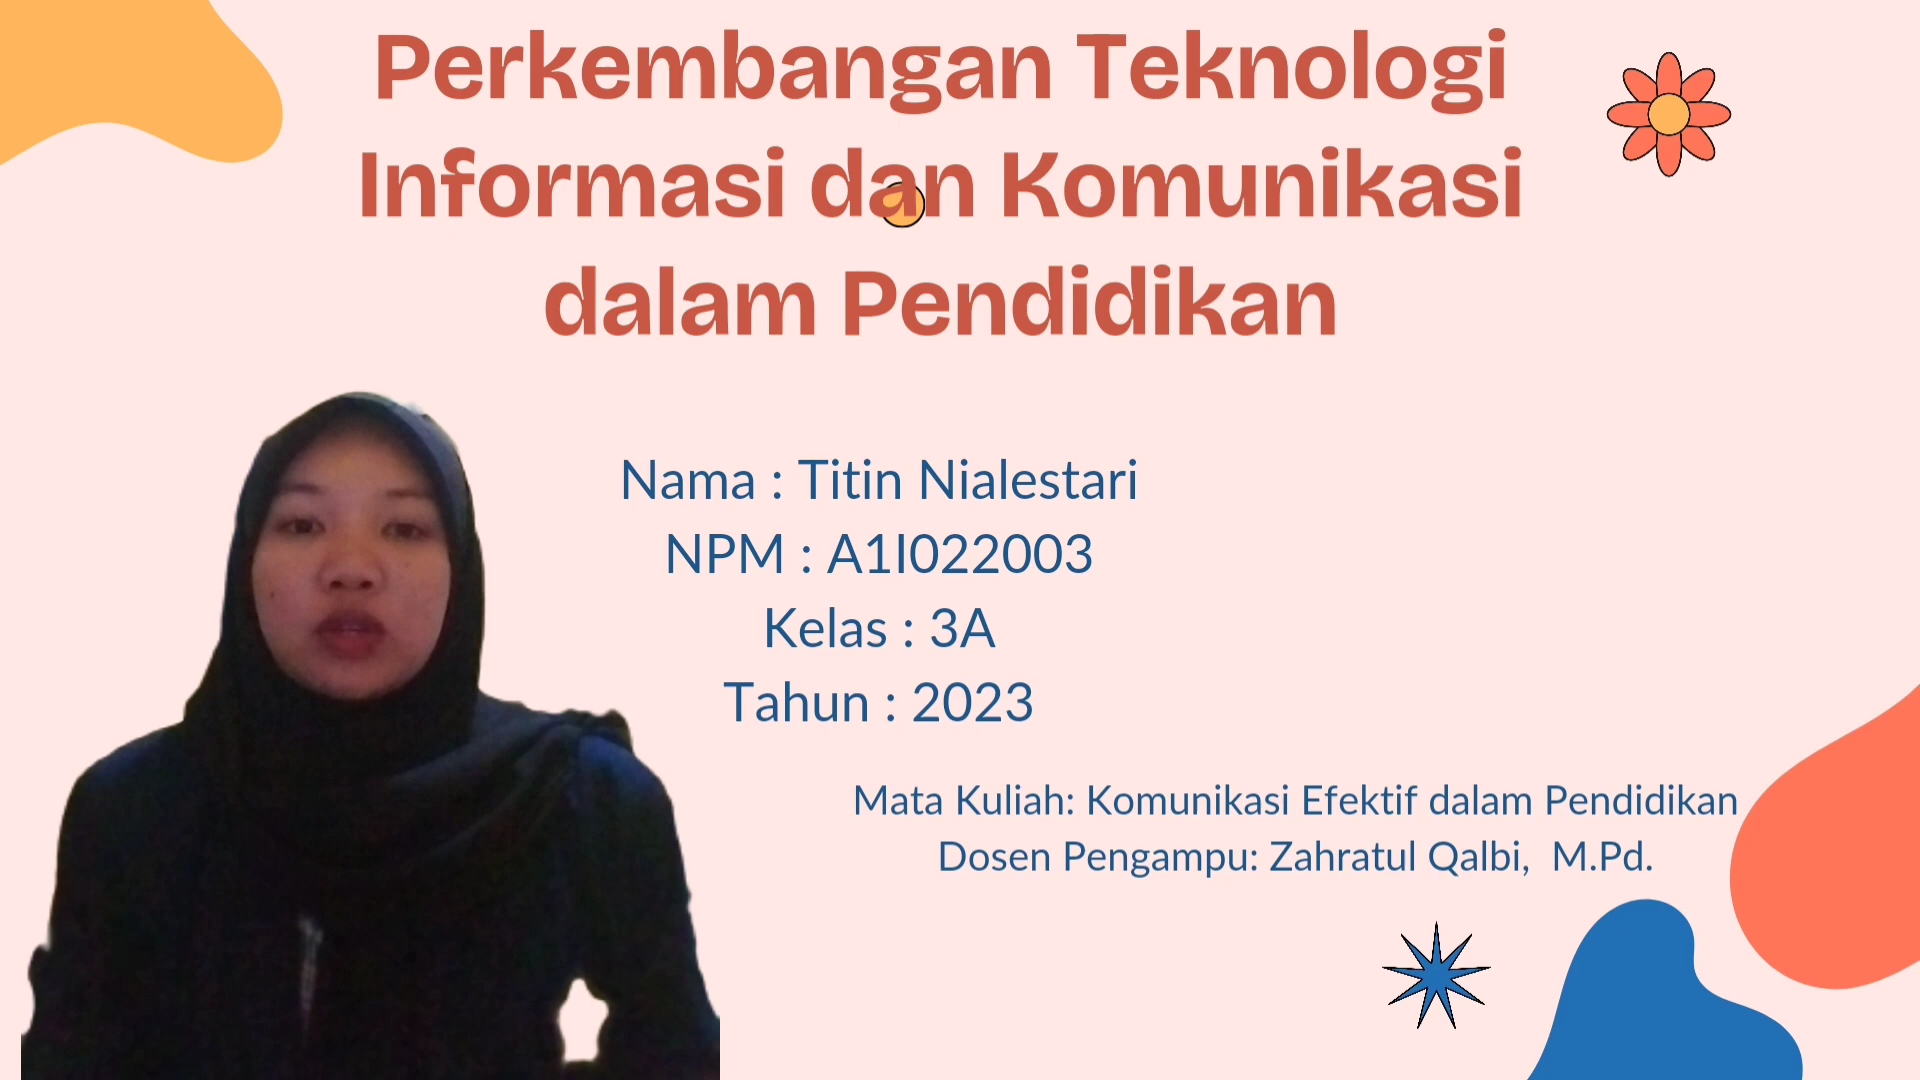 Perkembangan Teknologi
Informasi dan Komunikasi
dalam Pendidikan
Nama : Titin Nialestari
NPM : A1I022003
Kelas : 3A
Tahun : 2023
Mata Kuliah: Komunikasi Efektif dalam Pendidikan
Dosen Pengampu: Zahratul Qalbi, M.Pd.